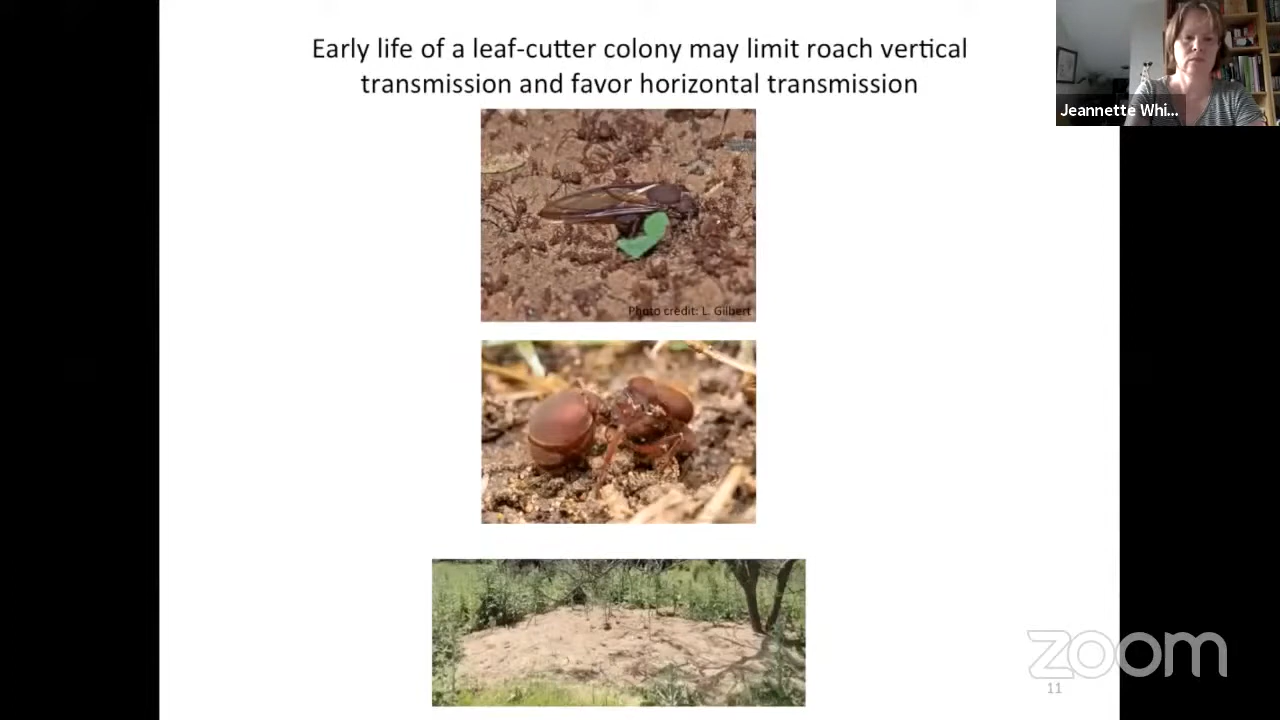 Early life of a leaf-cutter colony may limit roach vertical
transmission and favor horizontal transmission
Jeannette Whi...
Photo credit: L. Gilbert
zoom
11